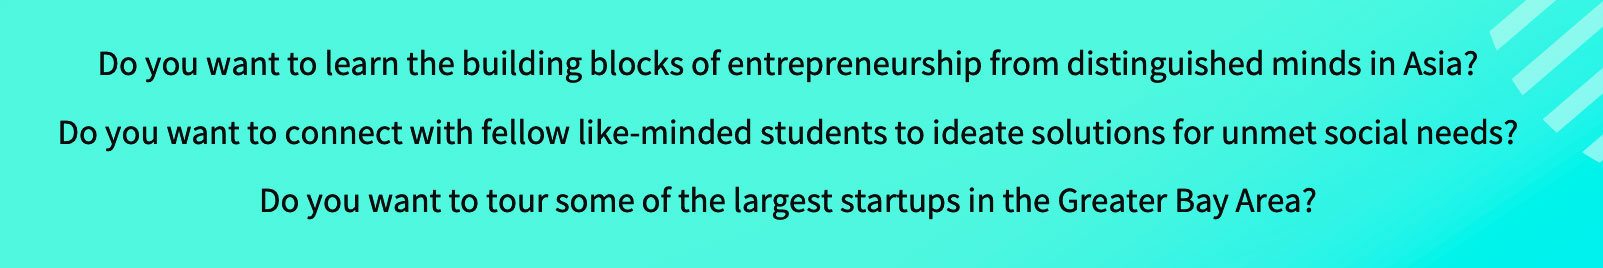 Do you want to learn the building blocks of entrepreneurship from distinguished minds in Asia?
Do you want to connect with fellow like-minded students to ideate solutions for unmet social needs?
Do you want to tour some of the largest startups in the Greater Bay Area?